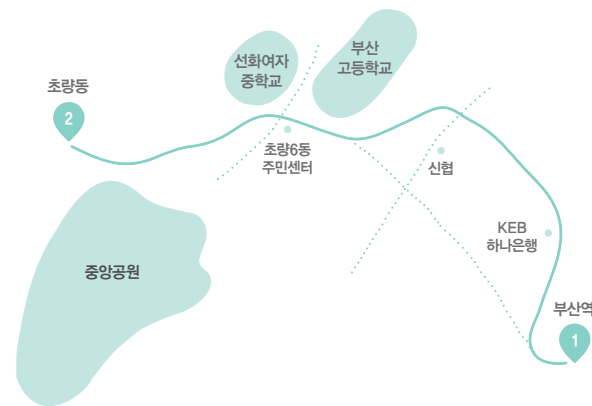 부산
고등학교
선화여자
중학교
초량동
2
초량6동
주민센터
신협
KEB
하나은행
중앙공원
부산역
1